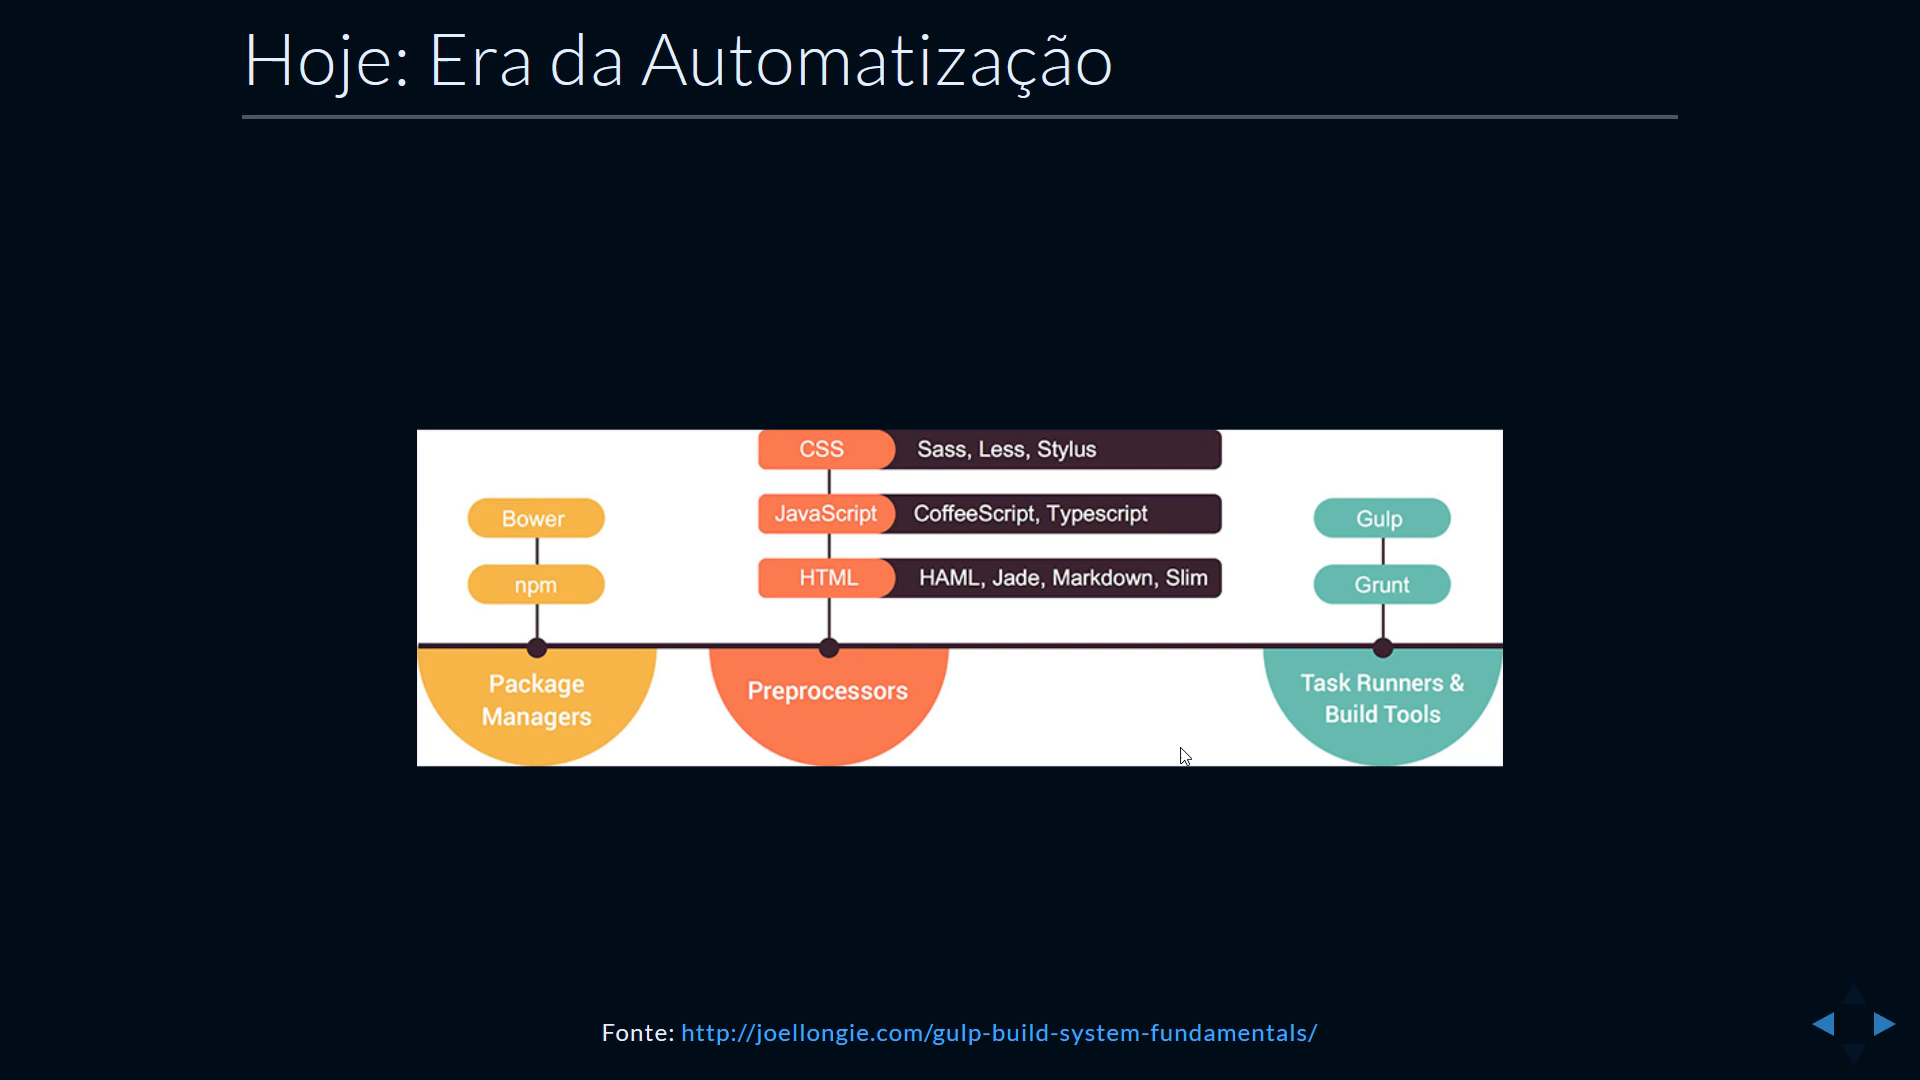 Hoje: Era da Automatização
Bower
npm
Package
Managers
CSS Sass, Less, Stylus
JavaScript CoffeeScript, Typescript
HTML HAML, Jade, Markdown, Slim
Preprocessors
Gulp
Grunt
Task Runners &
Build Tools
Fonte: http://joellongie.com/gulp-build-system-fundamentals/